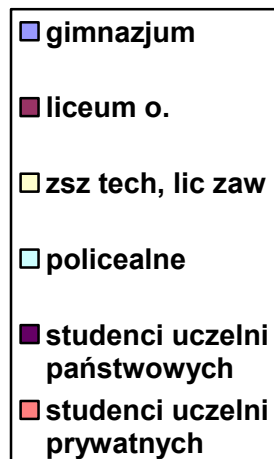 gimnazjum
liceum o.
zsz tech, lic zaw
policealne
studenci uczelni
państwowych
studenci uczelni
prywatnych